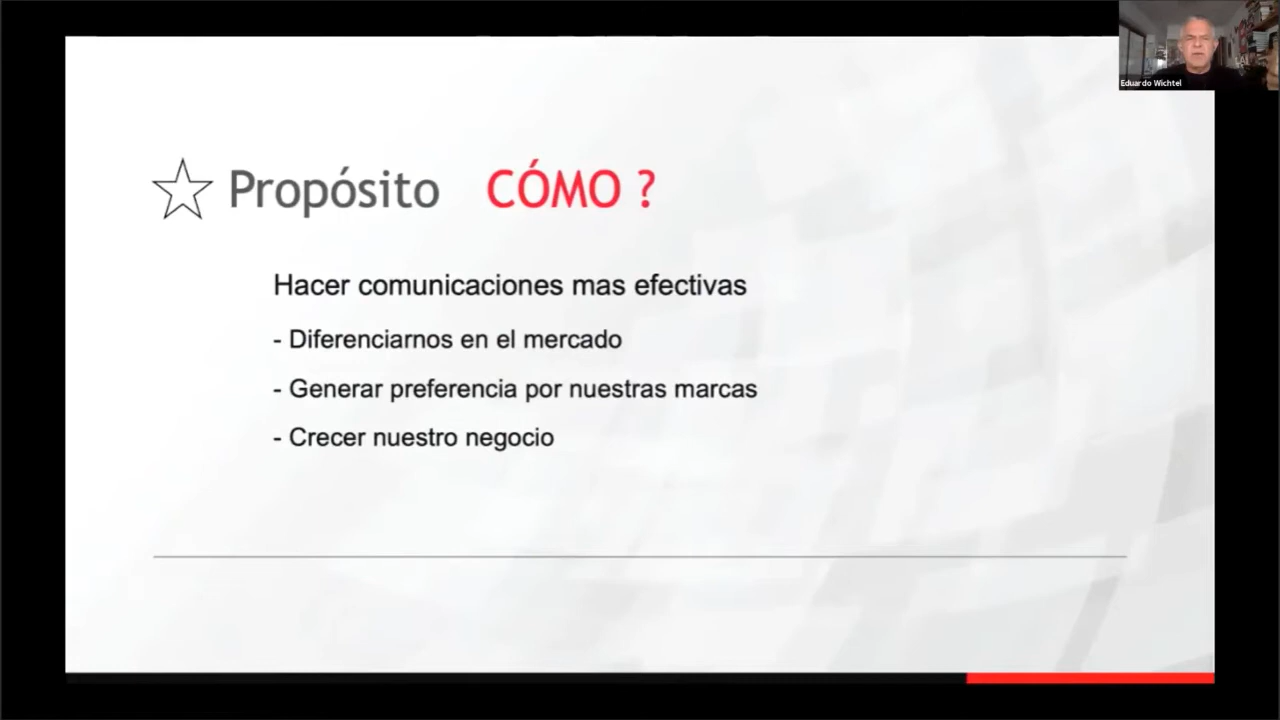 Eduardo Wichtel
Propósito CÓMO ?
Hacer comunicaciones mas efectivas
- Diferenciarnos en el mercado
- Generar preferencia por nuestras marcas
- Crecer nuestro negocio